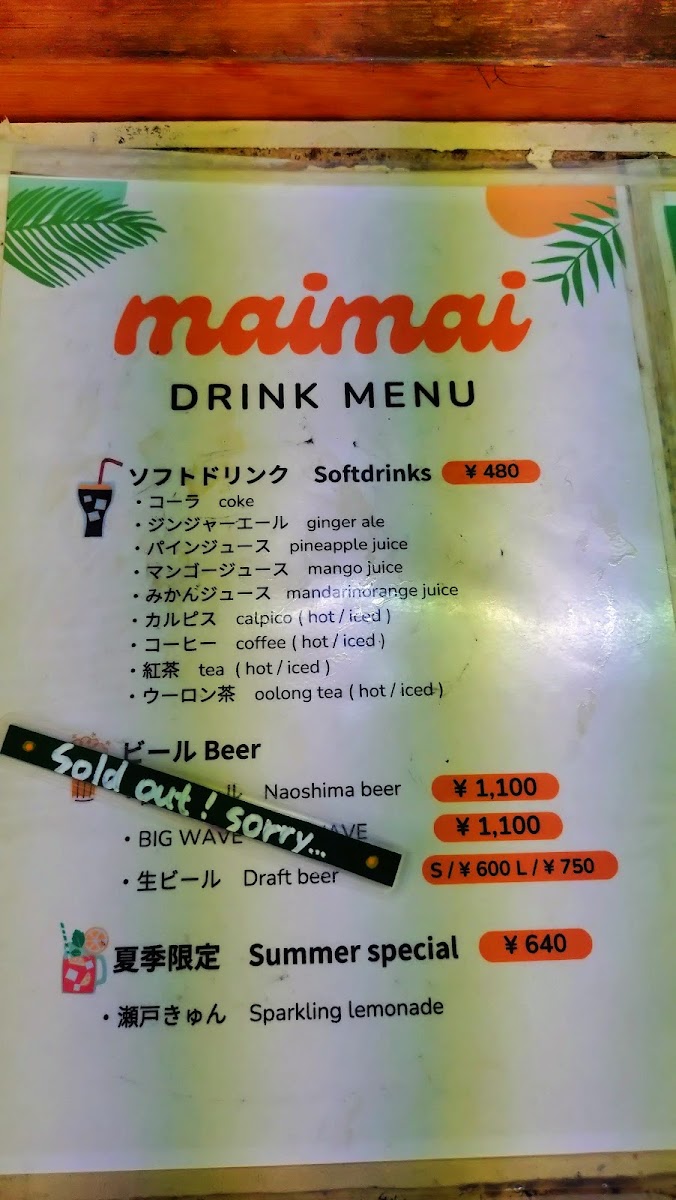 maimai
DRINK MENU
ソフトドリンク Softdrinks ¥ 480
・コーラ coke
・ジンジャーエール ginger ale
・パインジュース pineapple juice
・マンゴージュース mango juice
・みかんジュース mandarinorange juice
・カルピス calpico ( hot / iced )
・コーヒー coffee ( hot / iced )
・紅茶 tea ( hot / iced )
・ウーロン茶 oolong tea ( hot / iced )
ビール Beer
Sold out! sorry...
ル Naoshima beer ¥ 1,100
・BIG WAVE WAVE ¥ 1,100
・生ビール Draft beer S / ¥ 600 L / ¥ 750
夏季限定 Summer special ¥ 640
・瀬戸きゅん Sparkling lemonade